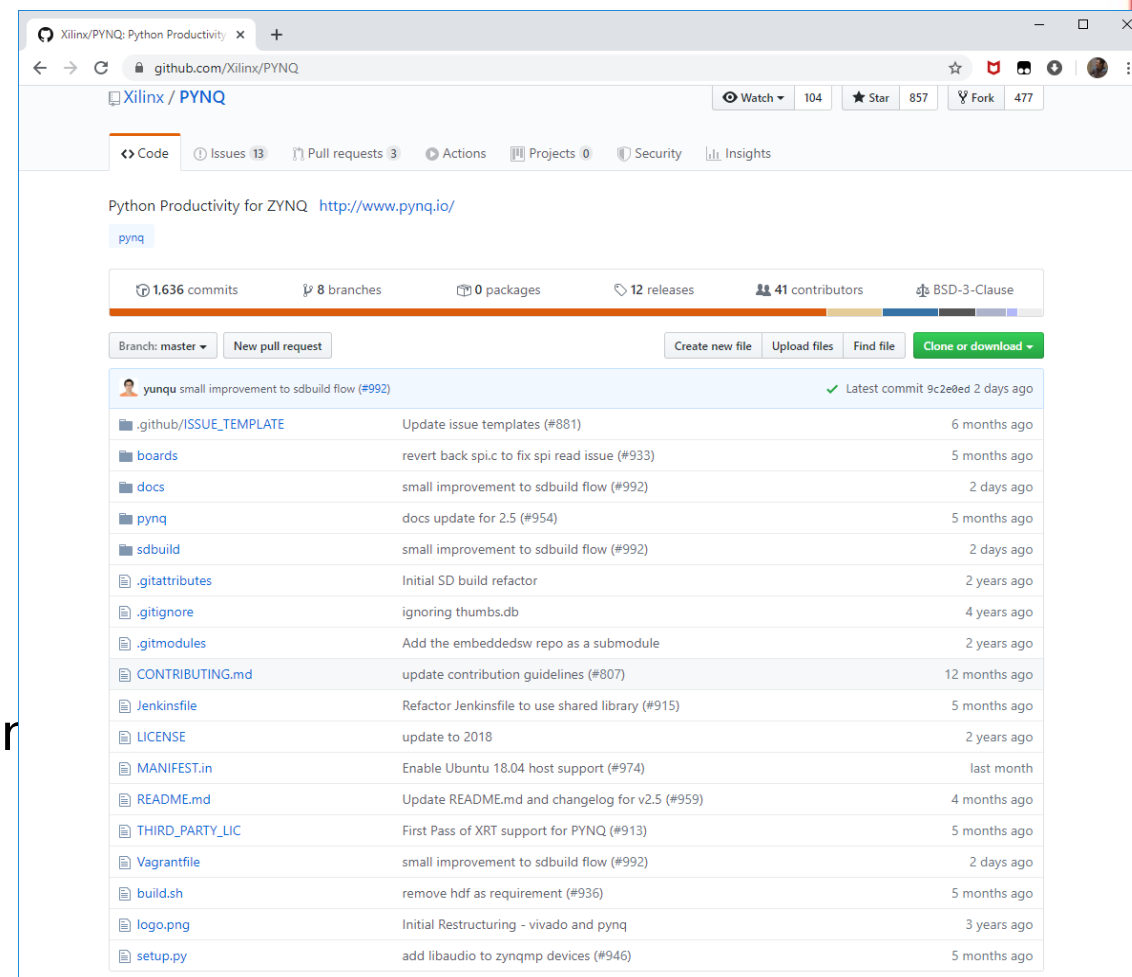 Xilinx/PYNQ: Python Productivity
github.com/Xilinx/PYNQ
Xilinx / PYNQ Watch 104 Star 857 Fork 477
Code Issues 13 Pull requests 3 Actions Projects 0 Security Insights
Python Productivity for ZYNQ http://www.pynq.io/
pynq
1,636 commits 8 branches 0 packages 12 releases 41 contributors BSD-3-Clause
Branch: master New pull request Create new file Upload files Find file Clone or download
yunqu small improvement to sdbuild flow (#992) Latest commit 9c2e0ed 2 days ago
.github/ISSUE_TEMPLATE Update issue templates (#881) 6 months ago
boards revert back spi.c to fix spi read issue (#933) 5 months ago
docs small improvement to sdbuild flow (#992) 2 days ago
pynq docs update for 2.5 (#954) 5 months ago
sdbuild small improvement to sdbuild flow (#992) 2 days ago
.gitattributes Initial SD build refactor 2 years ago
.gitignore ignoring thumbs.db 4 years ago
.gitmodules Add the embeddedsw repo as a submodule 2 years ago
CONTRIBUTING.md update contribution guidelines (#807) 12 months ago
Jenkinsfile Refactor Jenkinsfile to use shared library (#915) 5 months ago
LICENSE update to 2018 2 years ago
MANIFEST.in Enable Ubuntu 18.04 host support (#974) last month
README.md Update README.md and changelog for v2.5 (#959) 4 months ago
THIRD_PARTY_LIC First Pass of XRT support for PYNQ (#913) 5 months ago
Vagrantfile small improvement to sdbuild flow (#992) 2 days ago
build.sh remove hdf as requirement (#936) 5 months ago
logo.png Initial Restructuring - vivado and pynq 3 years ago
setup.py add libaudio to zynqmp devices (#946) 5 months ago